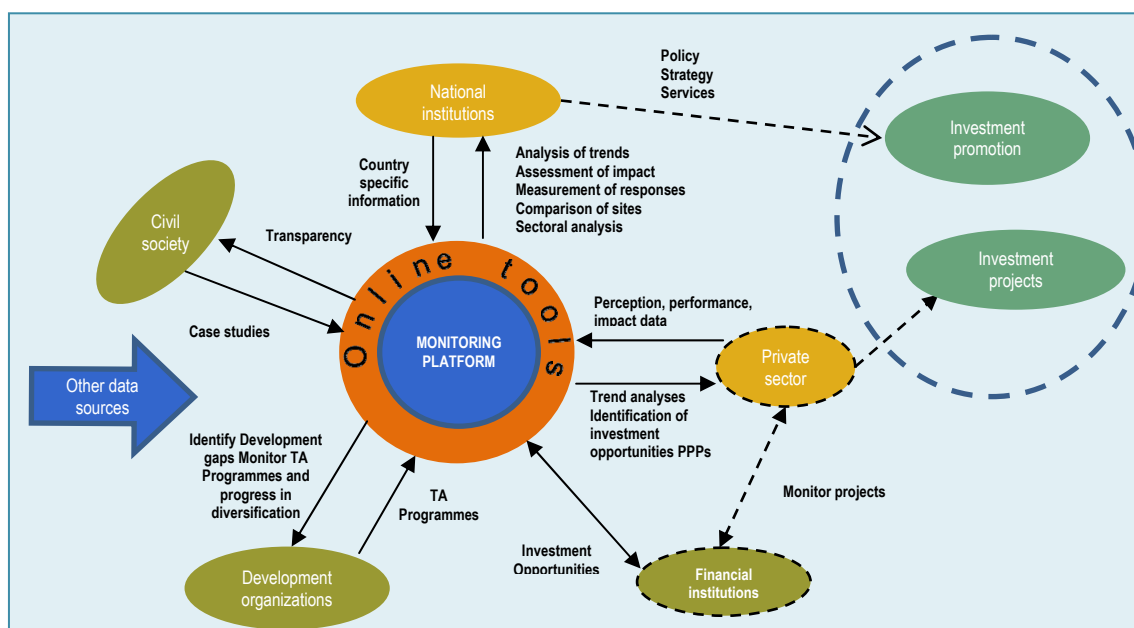 Policy
Strategy
Services
National
institutions
Investment
promotion
Country
specific
information
Analysis of trends
Assessment of impact
Measurement of responses
Comparison of sites
Sectoral analysis
Civil
society
Transparency
Case studies
Online tools
MONITORING
PLATFORM
Investment
projects
Perception, performance,
impact data
Private
sector
Other data
sources
Trend analyses
Identification of
investment
opportunities PPPs
Identify Development
gaps Monitor TA
Programmes and
progress in
diversification
TA
Programmes
Monitor projects
Investment
Opportunities
Development
organizations
Financial
institutions